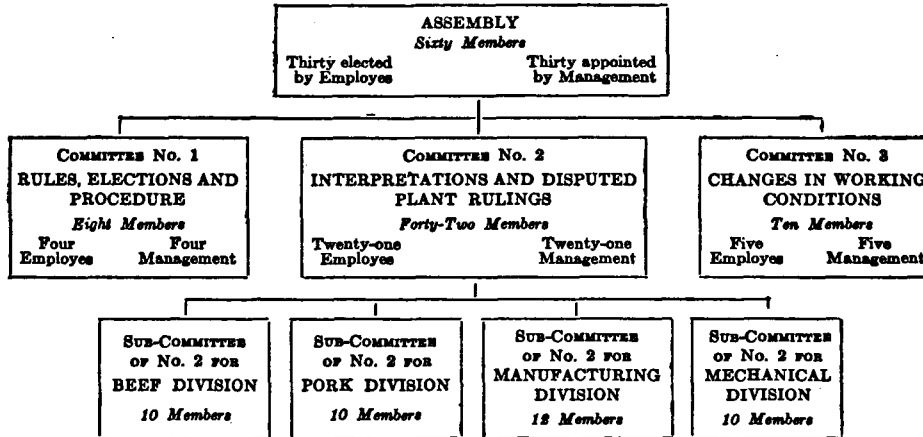 ASSEMBLY
Sixty Members
Thirty elected
by Employes
Thirty appointed
by Management
COMMITTEE No. 1
RULES, ELECTIONS AND
PROCEDURE
Eight Members
Four
Employes
Four
Management
COMMITTEE No. 2
INTERPRETATIONS AND DISPUTED
PLANT RULINGS
Forty-Two Members
Twenty-one
Employes
Twenty-one
Management
COMMITTEE No. 3
CHANGES IN WORKING
CONDITIONS
Ten Members
Five
Employes
Five
Management
SUB-COMMITTEE
OF No. 2 FOR
BEEF DIVISION
10 Members
SUB-COMMITTEE
OF No. 2 FOR
PORK DIVISION
10 Members
SUB-COMMITTEE
OF No. 2 FOR
MANUFACTURING
DIVISION
12 Members
SUB-COMMITTEE
OF No. 2 FOR
MECHANICAL
DIVISION
10 Members